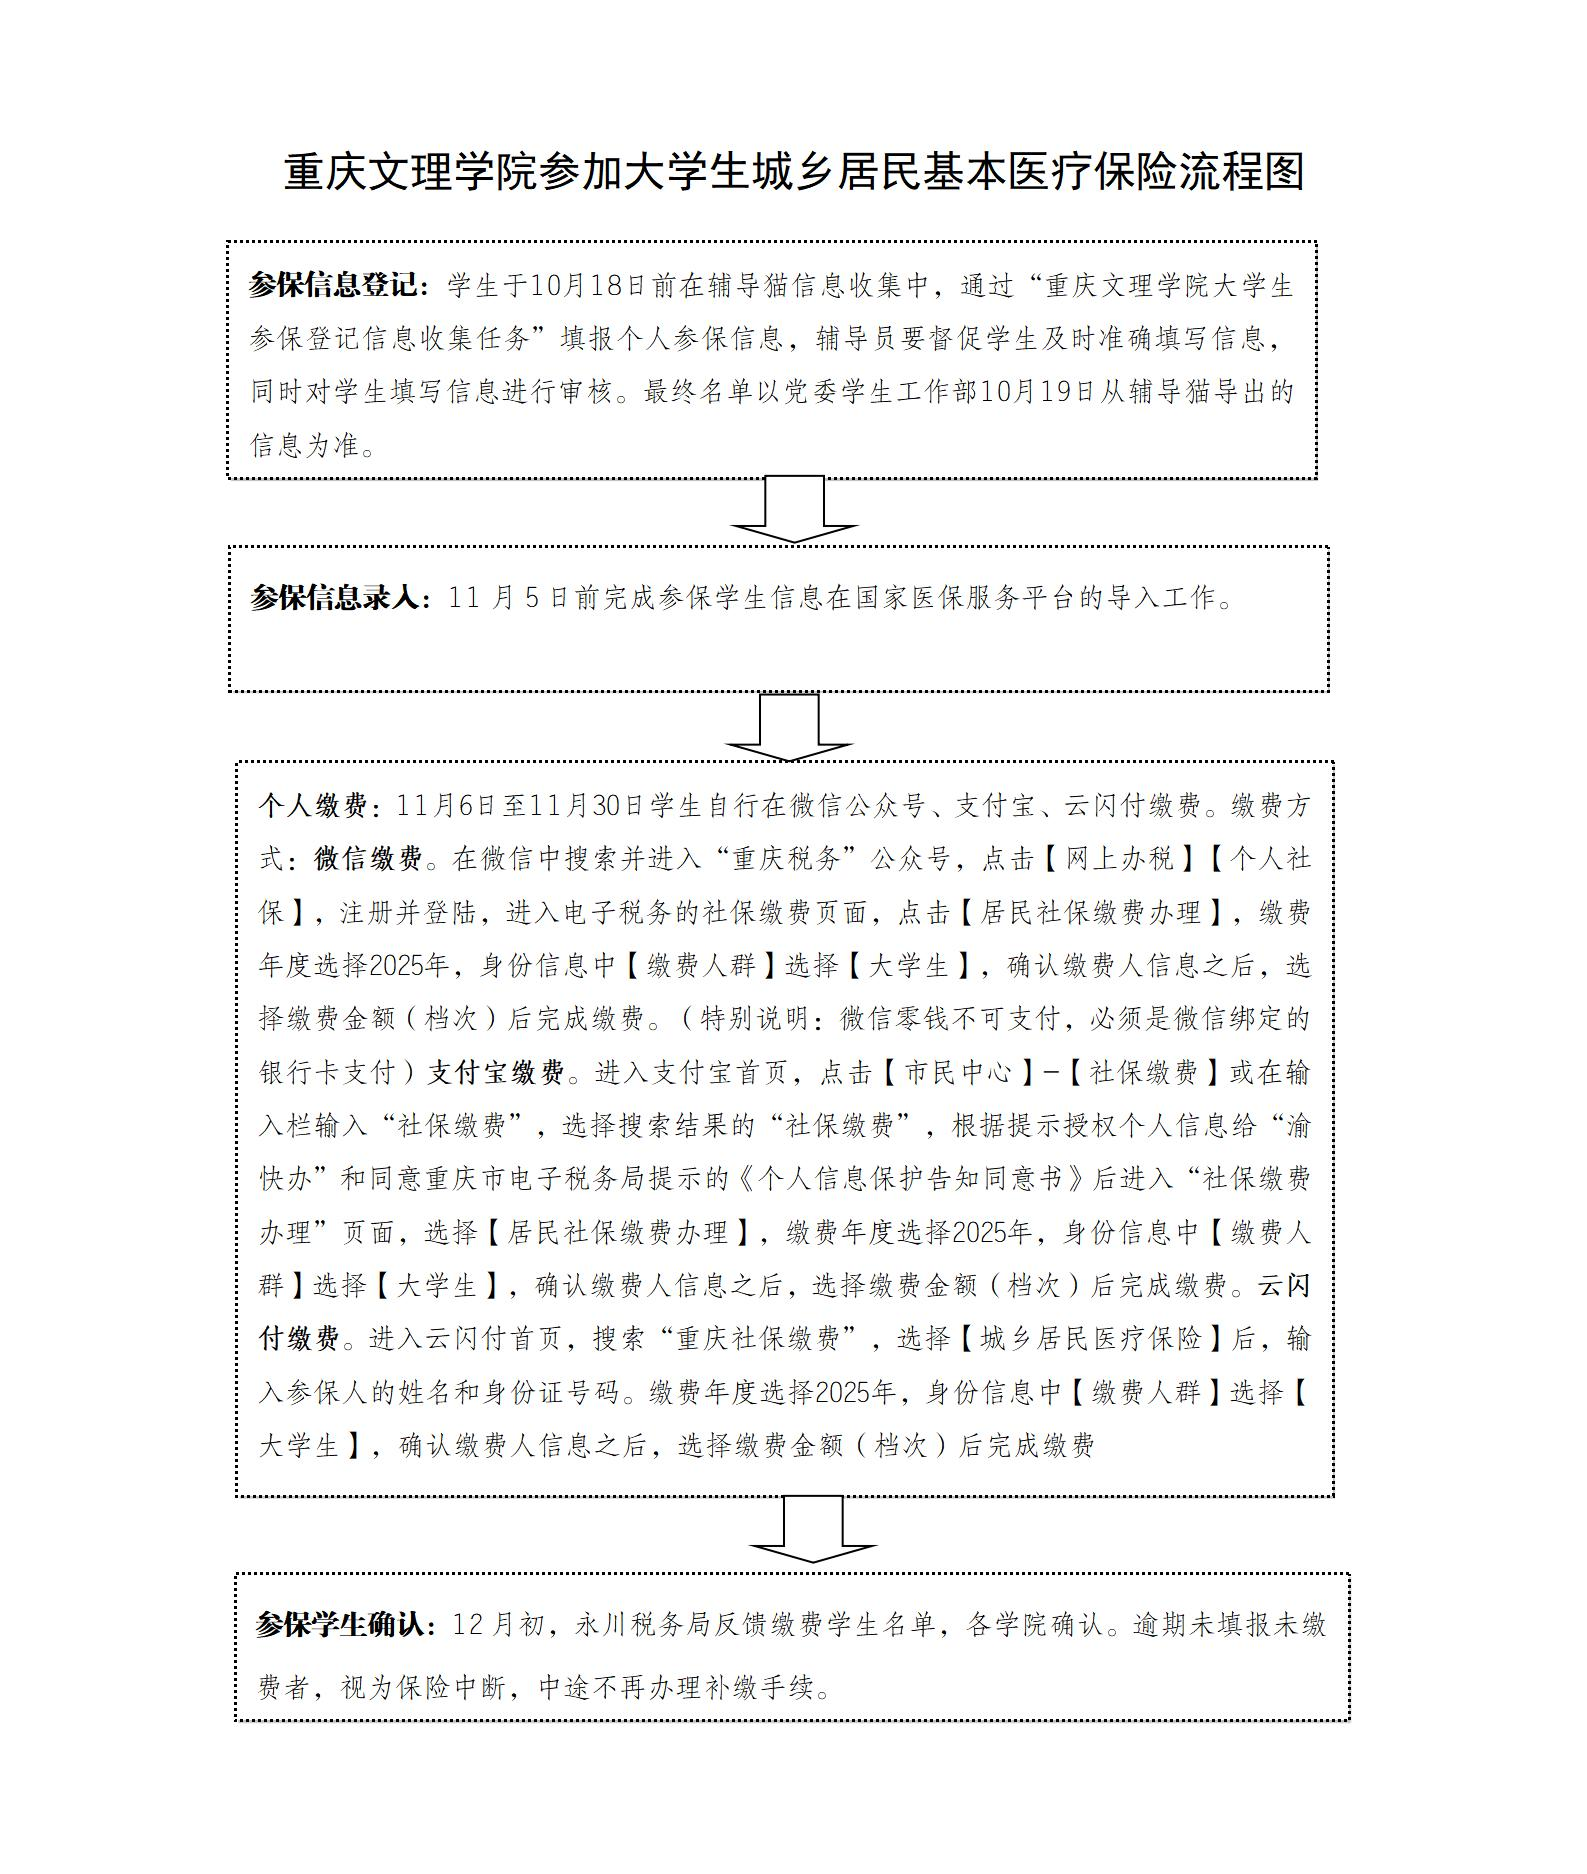 重庆文理学院参加大学生城乡居民基本医疗保险流程图
参保信息登记：学生于10月18日前在辅导猫信息收集中，通过“重庆文理学院大学生
参保登记信息收集任务”填报个人参保信息，辅导员要督促学生及时准确填写信息，
同时对学生填写信息进行审核。最终名单以党委学生工作部10月19日从辅导猫导出的
信息为准。
参保信息录入：11 月 5 日前完成参保学生信息在国家医保服务平台的导入工作。
个人缴费：11月6日至11月30日学生自行在微信公众号、支付宝、云闪付缴费。缴费方
式：微信缴费。在微信中搜索并进入“重庆税务”公众号，点击【网上办税】【个人社
保】，注册并登陆，进入电子税务的社保缴费页面，点击【居民社保缴费办理】，缴费
年度选择2025年，身份信息中【缴费人群】选择【大学生】，确认缴费人信息之后，选
择缴费金额（档次）后完成缴费。（特别说明：微信零钱不可支付，必须是微信绑定的
银行卡支付）支付宝缴费。进入支付宝首页，点击【市民中心】-【社保缴费】或在输
入栏输入“社保缴费”，选择搜索结果的“社保缴费”，根据提示授权个人信息给“渝
快办”和同意重庆市电子税务局提示的《个人信息保护告知同意书》后进入“社保缴费
办理”页面，选择【居民社保缴费办理】，缴费年度选择2025年，身份信息中【缴费人
群】选择【大学生】，确认缴费人信息之后，选择缴费金额（档次）后完成缴费。云闪
付缴费。进入云闪付首页，搜索“重庆社保缴费”，选择【城乡居民医疗保险】后，输
入参保人的姓名和身份证号码。缴费年度选择2025年，身份信息中【缴费人群】选择【
大学生】，确认缴费人信息之后，选择缴费金额（档次）后完成缴费
参保学生确认：12 月初，永川税务局反馈缴费学生名单，各学院确认。逾期未填报未缴
费者，视为保险中断，中途不再办理补缴手续。